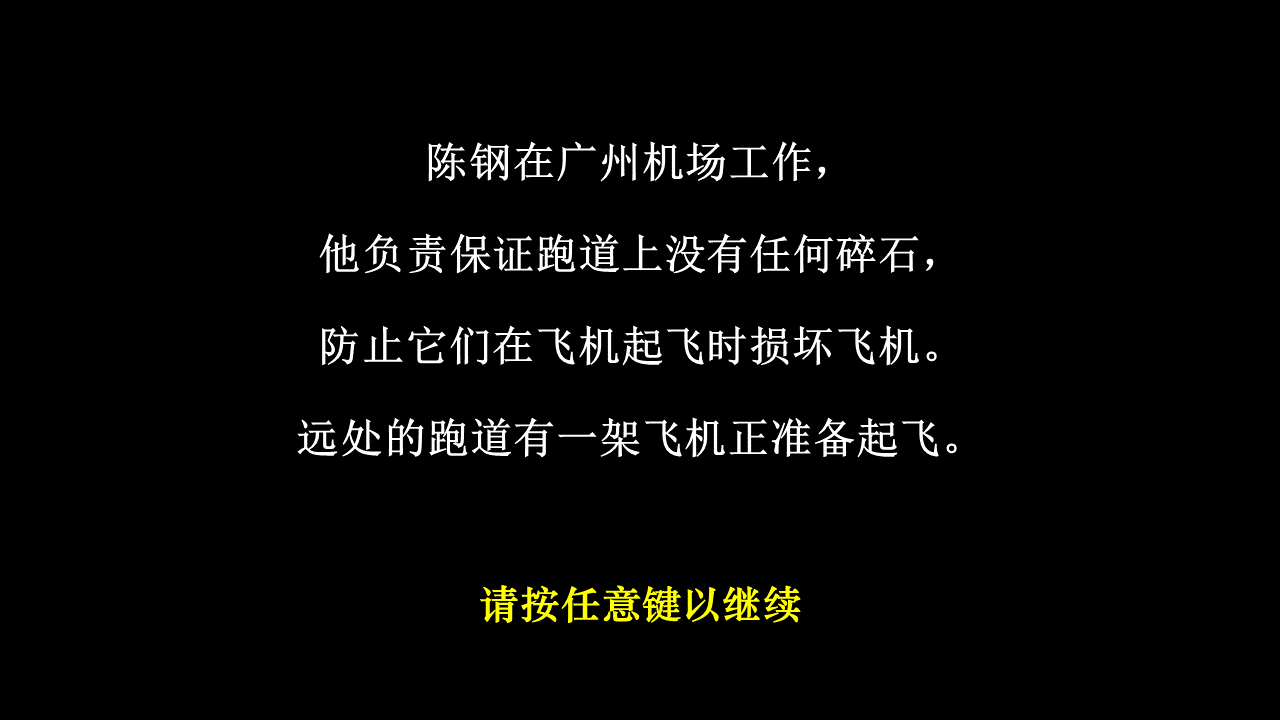 陈钢在广州机场工作，
他负责保证跑道上没有任何碎石，
防止它们在飞机起飞时损坏飞机。
远处的跑道有一架飞机正准备起飞。
请按任意键以继续